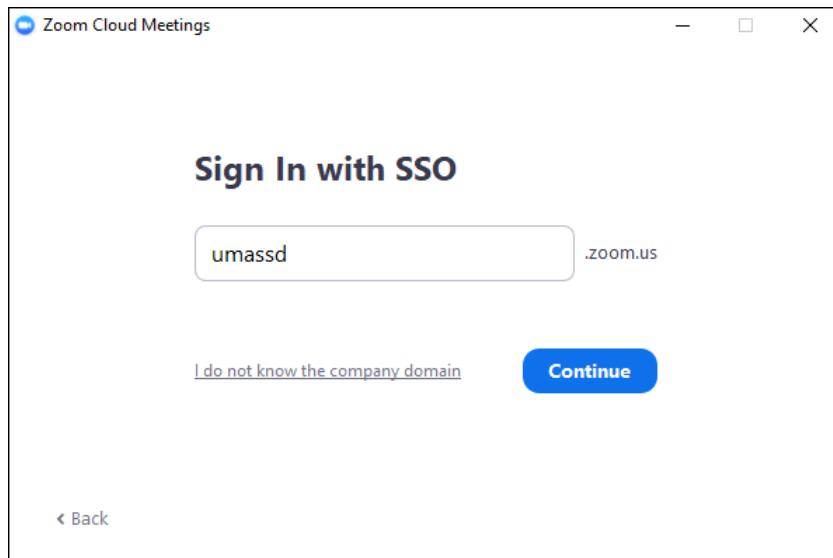 Zoom Cloud Meetings
Sign In with SSO
umassd .zoom.us
I do not know the company domain Continue
Back